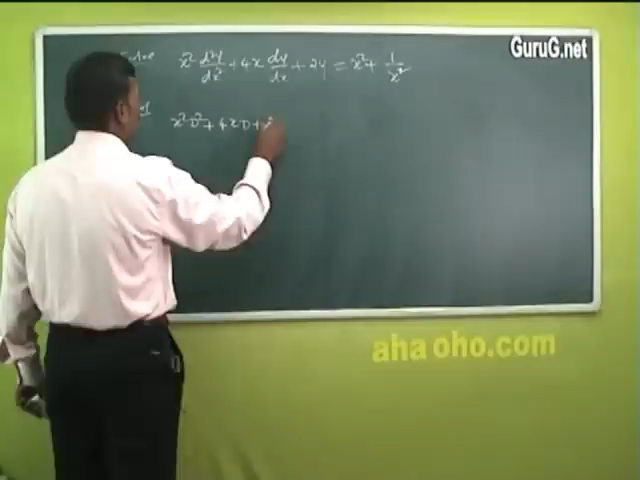 GuruG.net
Solve x² d²y/dx² + 4x dy/dx + 2y = x² + 1/x²
x²D² + 4xD +
aha oho.com